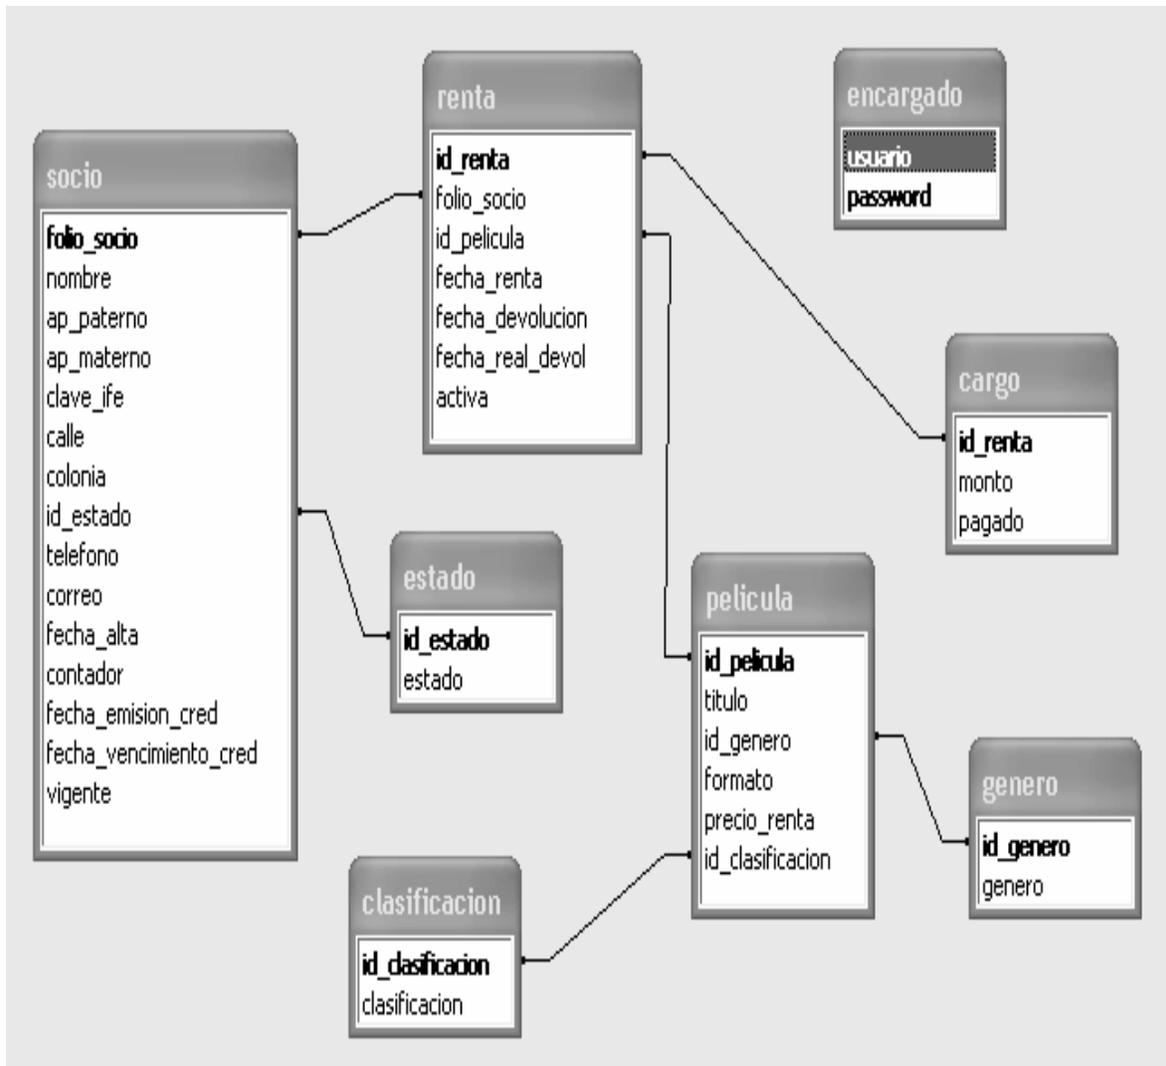 socio
folio_socio
nombre
ap_paterno
ap_materno
clave_ife
calle
colonia
id_estado
telefono
correo
fecha_alta
contador
fecha_emision_cred
fecha_vencimiento_cred
vigente
renta
id_renta
folio_socio
id_pelicula
fecha_renta
fecha_devolucion
fecha_real_devol
activa
encargado
usuario
password
cargo
id_renta
monto
pagado
estado
id_estado
estado
pelicula
id_pelicula
titulo
id_genero
formato
precio_renta
id_clasificacion
genero
id_genero
genero
clasificacion
id_clasificacion
clasificacion